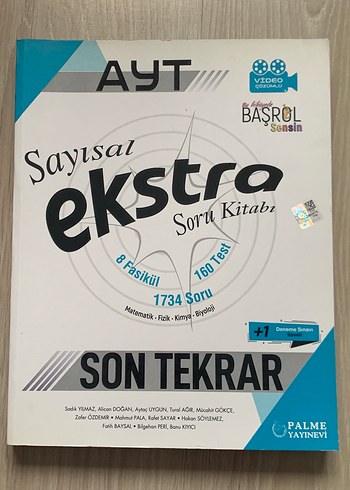 AYT
VİDEO
ÇÖZÜMLÜ
Bu kitapta
BAŞROL
Sensin
Sayısal
ekstra
Soru Kitabı
8 Fasikül
160 Test
1734 Soru
Matematik • Fizik • Kimya • Biyoloji
+1 Deneme Sınavı
SON TEKRAR
Sadık YILMAZ, Alican DOĞAN, Aytaç UYGUN, Tural AĞIR, Mücahit GÖKÇE,
Zafer ÖZDEMİR • Mahmut PALA, Rafet SAYAR • Hakan SÖYLEMEZ,
Fatih BAYSAL • Bilgehan PERİ, Banu KIYICI
PALME
YAYINEVİ